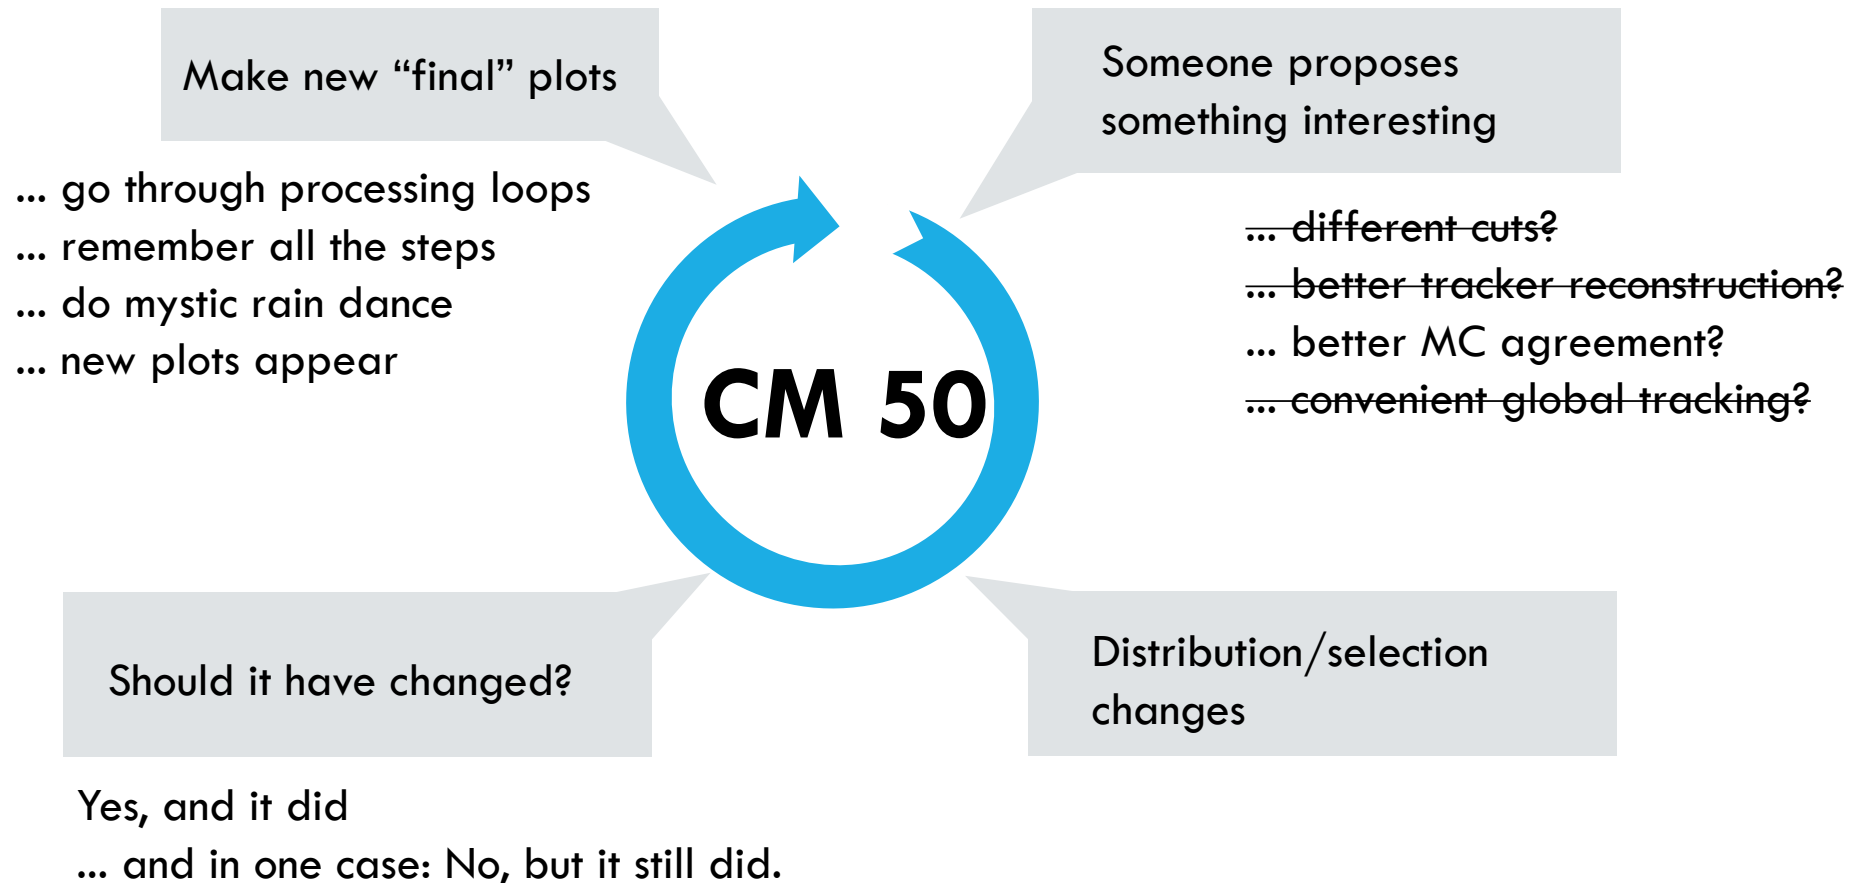 Make new “final” plots
... go through processing loops
... remember all the steps
... do mystic rain dance
... new plots appear
Someone proposes
something interesting
... different cuts?
... better tracker reconstruction?
... better MC agreement?
... convenient global tracking?
CM 50
Distribution/selection
changes
Should it have changed?
Yes, and it did
... and in one case: No, but it still did.